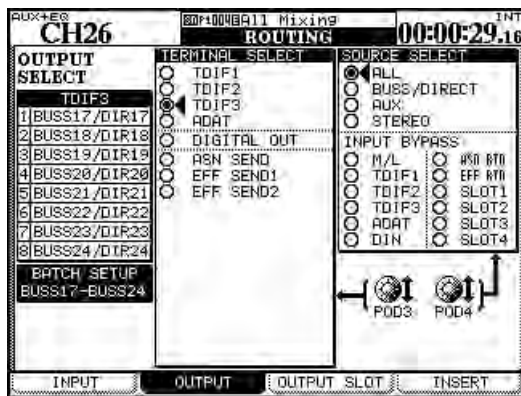 AUX+EQ
CH26
All Mixing
ROUTING
INT
00:00:29.16
OUTPUT
SELECT
TDIF3
1 BUSS17/DIR17
2 BUSS18/DIR18
3 BUSS19/DIR19
4 BUSS20/DIR20
5 BUSS21/DIR21
6 BUSS22/DIR22
7 BUSS23/DIR23
8 BUSS24/DIR24
BATCH SETUP
BUSS17-BUSS24
TERMINAL SELECT
TDIF1
TDIF2
TDIF3
ADAT
DIGITAL OUT
ASN SEND
EFF SEND1
EFF SEND2
SOURCE SELECT
ALL
BUSS/DIRECT
AUX
STEREO
INPUT BYPASS
M/L ASN RTN
TDIF1 EFF RTN
TDIF2 SLOT1
TDIF3 SLOT2
ADAT SLOT3
DIN SLOT4
POD3 POD4
INPUT OUTPUT OUTPUT SLOT INSERT